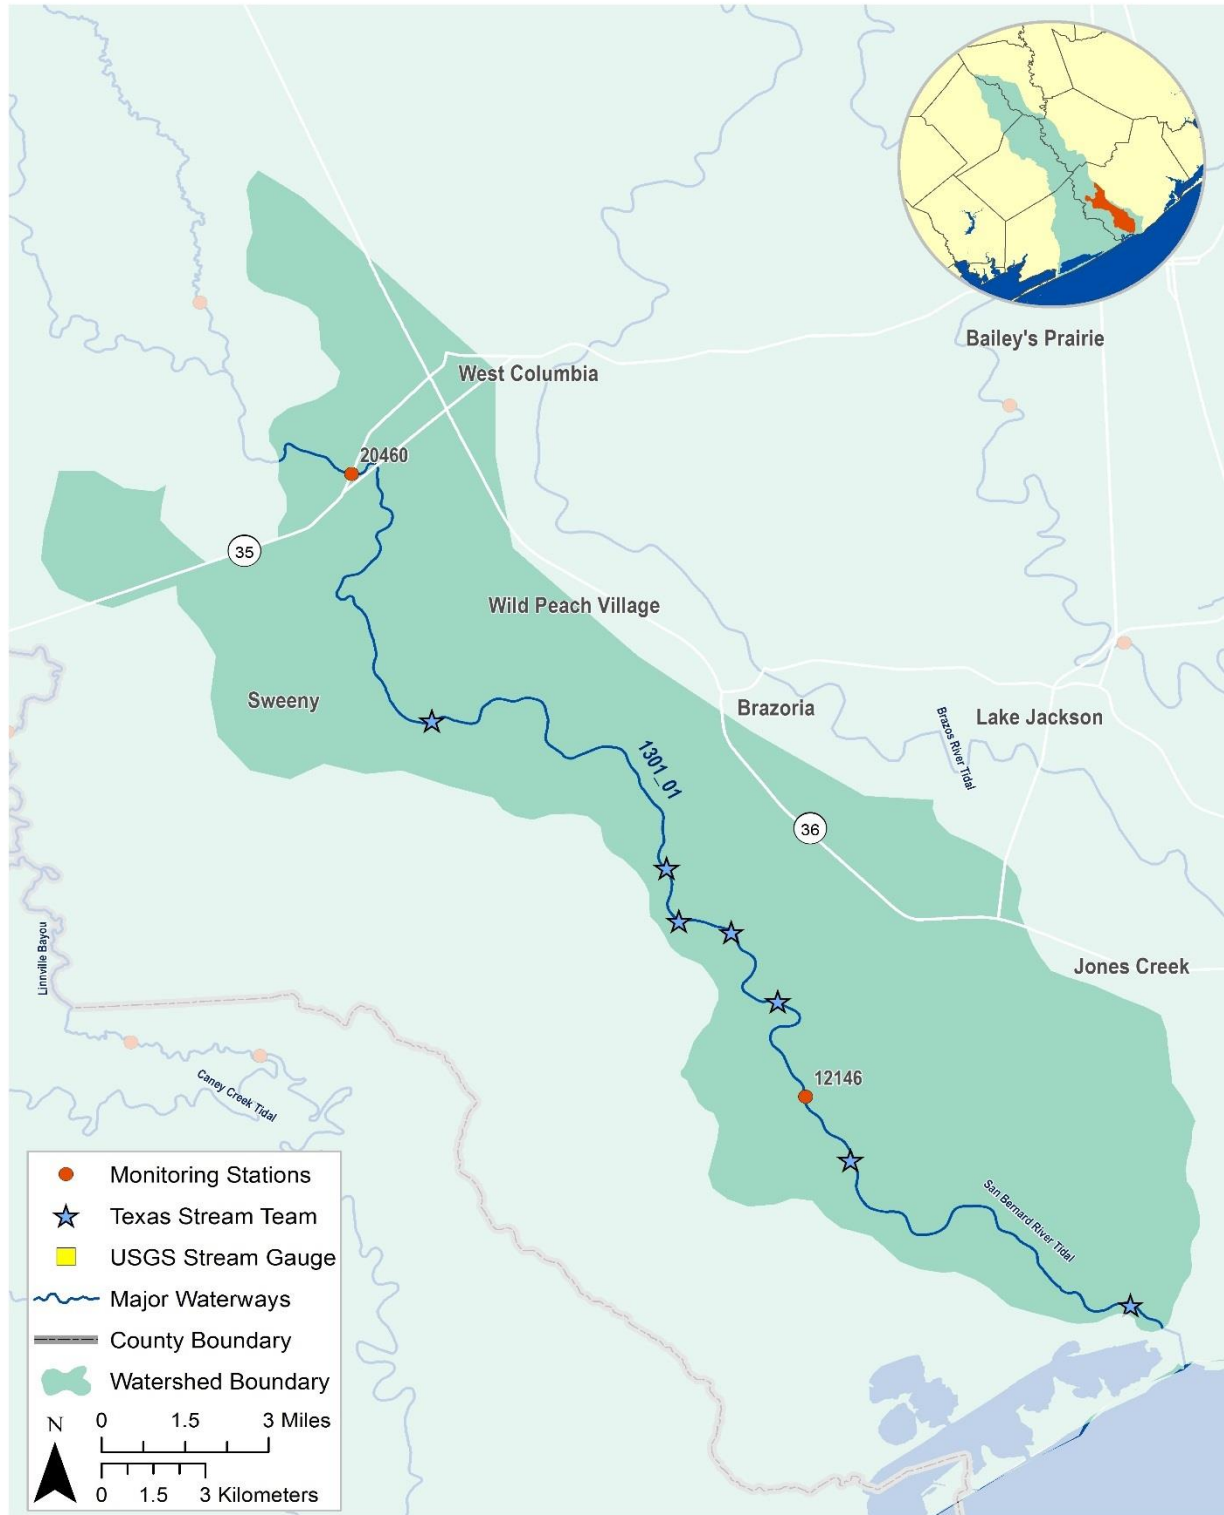 Bailey's Prairie
West Columbia
20460
35
Wild Peach Village
Sweeny
Brazoria
Lake Jackson
Brazos River Tidal
1301_01
36
Linnville Bayou
Jones Creek
Caney Creek Tidal
12146
San Bernard River Tidal
Monitoring Stations
Texas Stream Team
USGS Stream Gauge
Major Waterways
County Boundary
Watershed Boundary
N
0 1.5 3 Miles
0 1.5 3 Kilometers